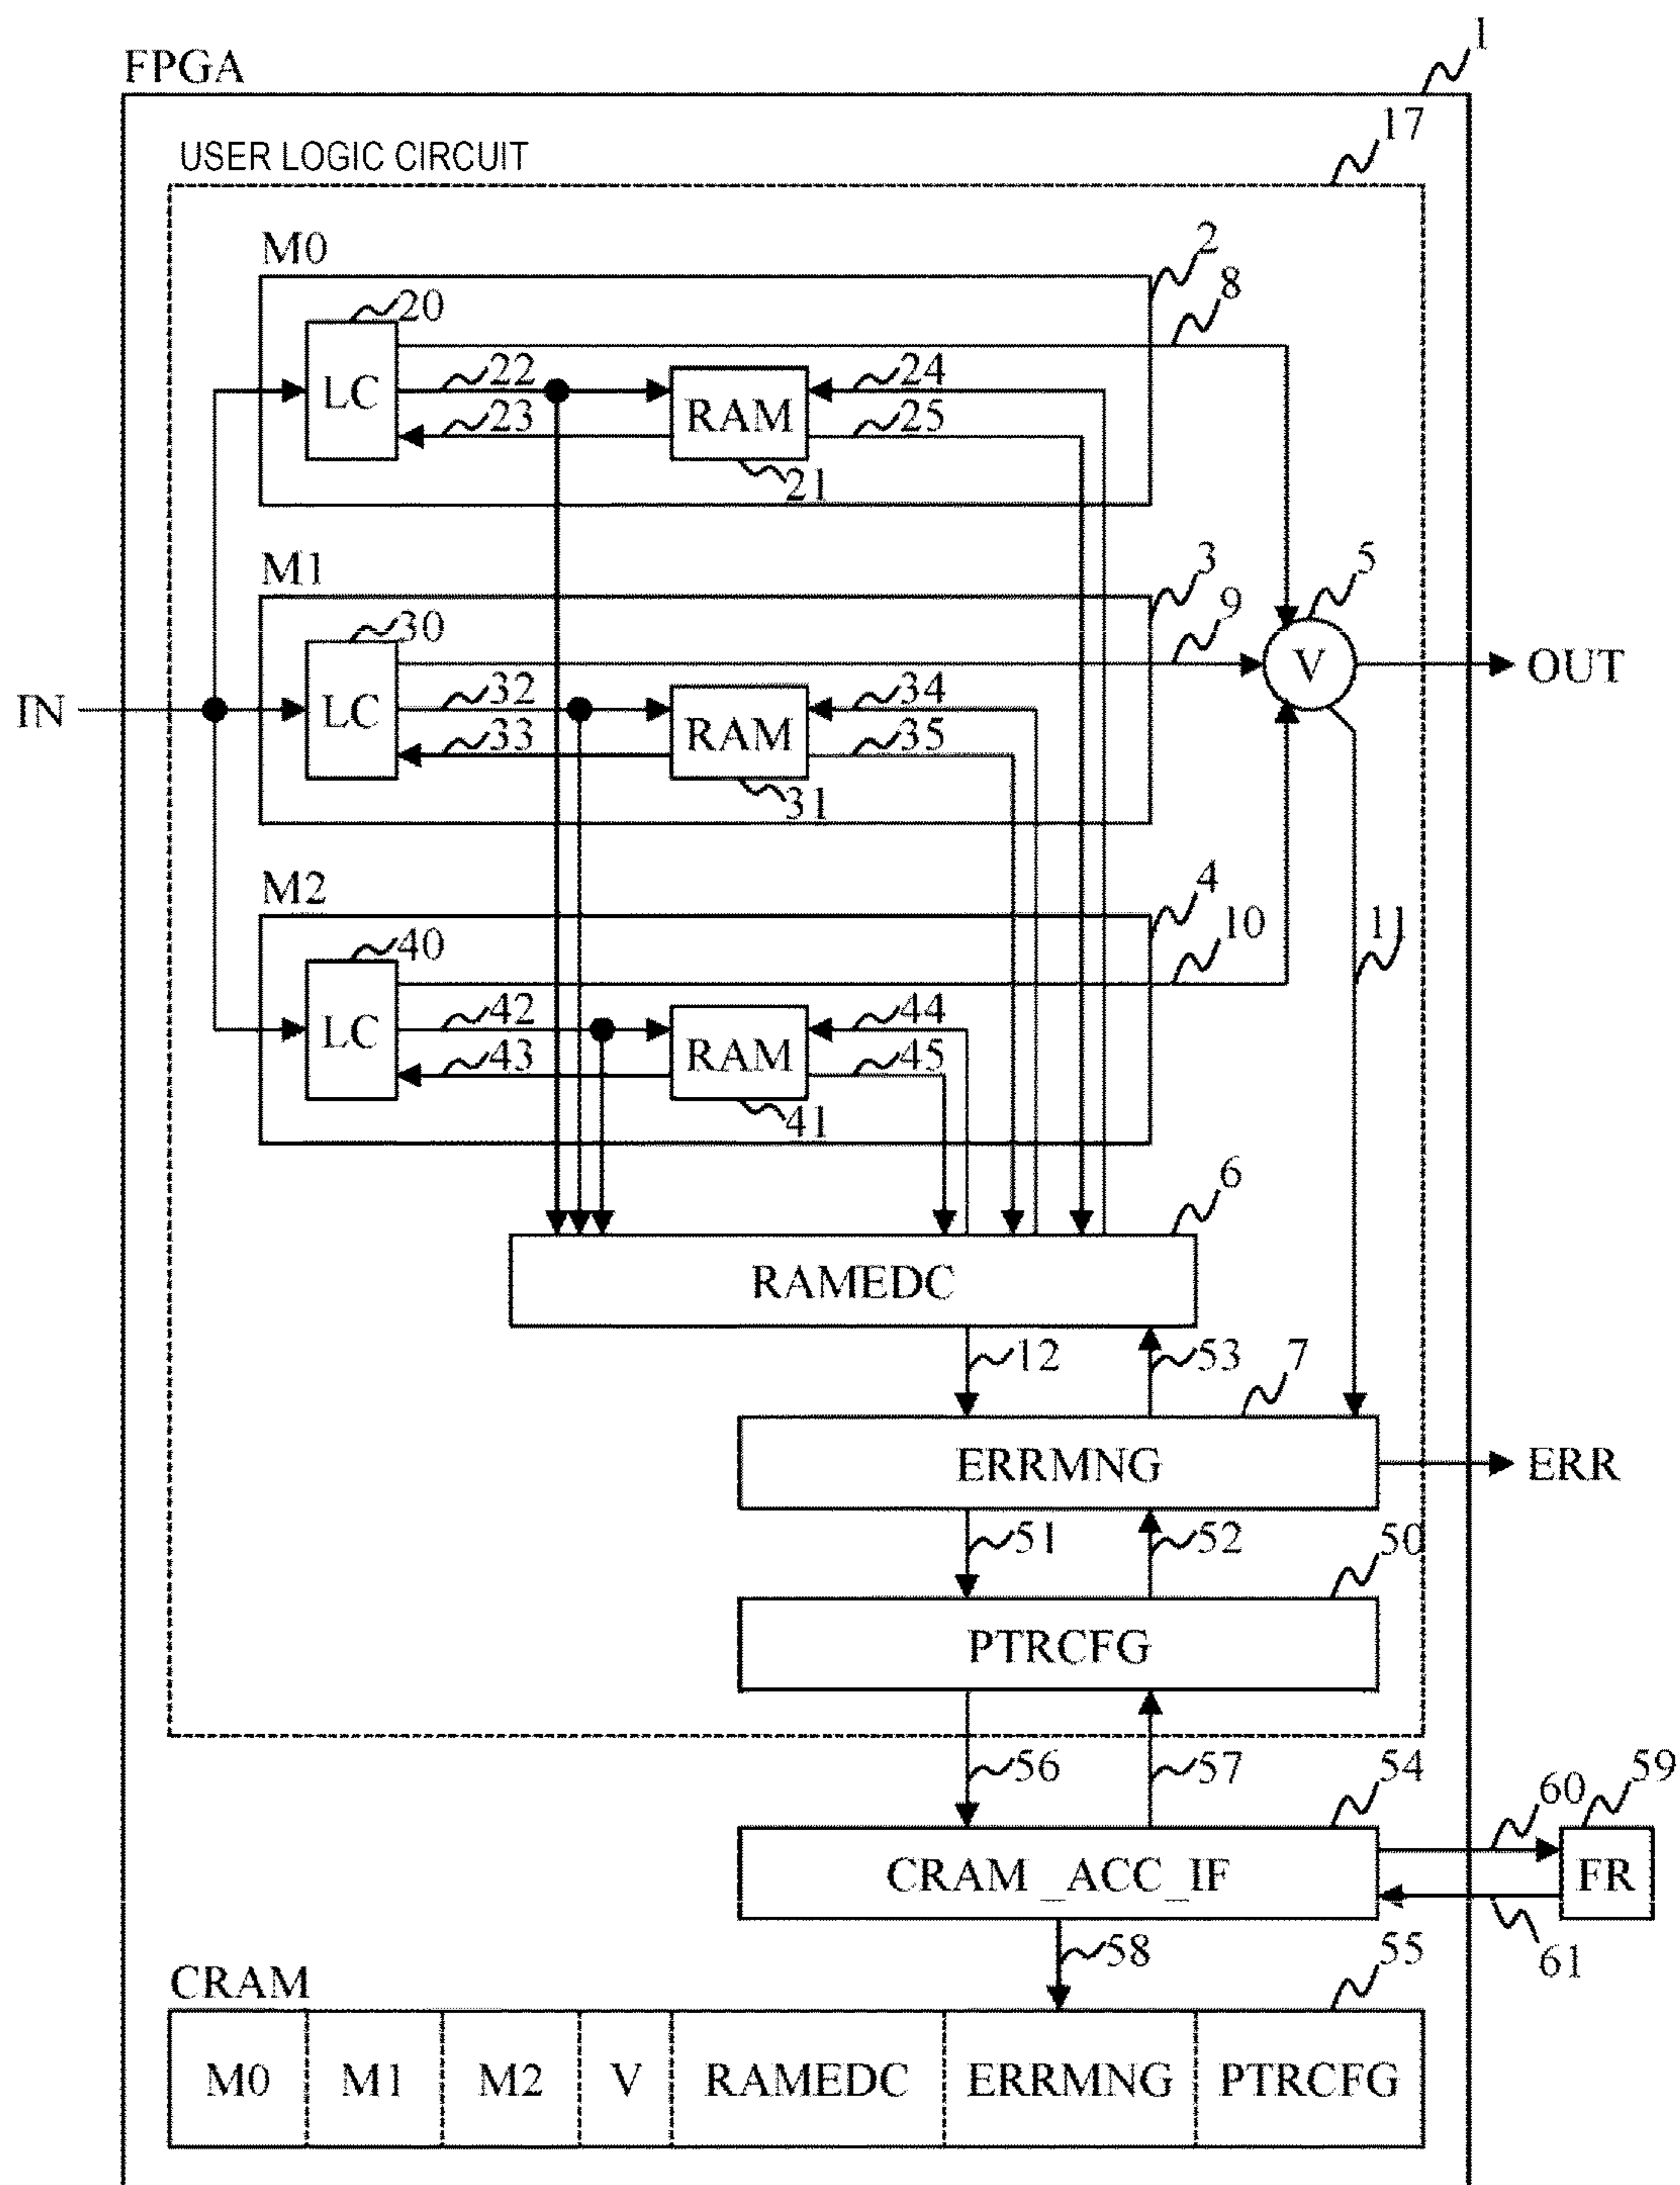 1
FPGA
17
USER LOGIC CIRCUIT
M0
2
8
20
LC
22
23
RAM
24
25
21
M1
3
9
5
30
LC
32
33
RAM
34
35
31
V
OUT
IN
M2
4
10
11
40
LC
42
43
RAM
44
45
41
6
RAMEDC
12
53
7
ERRMNG
ERR
51
52
50
PTRCFG
56
57
54
60
59
CRAM _ACC_IF
FR
58
55
61
CRAM
M0 M1 M2 V RAMEDC ERRMNG PTRCFG